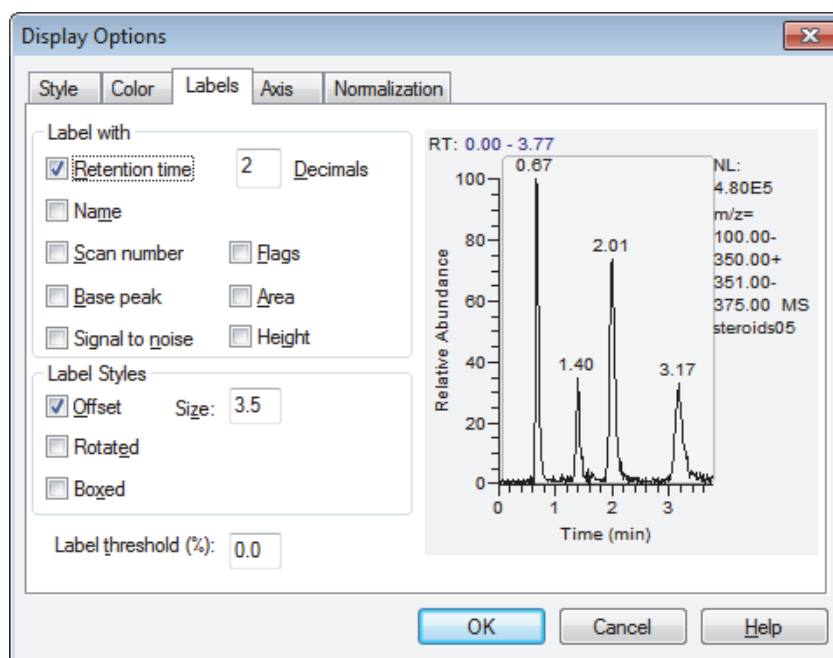 Display Options
Style Color Labels Axis Normalization
Label with
Retention time 2 Decimals
Name
Scan number Flags
Base peak Area
Signal to noise Height
Label Styles
Offset Size: 3.5
Rotated
Boxed
Label threshold (%): 0.0
RT: 0.00 - 3.77
0.67
2.01
1.40
3.17
100
80
60
40
20
0
Relative Abundance
0 1 2 3
Time (min)
NL:
4.80E5
m/z=
100.00-
350.00+
351.00-
375.00 MS
steroids05
OK Cancel Help